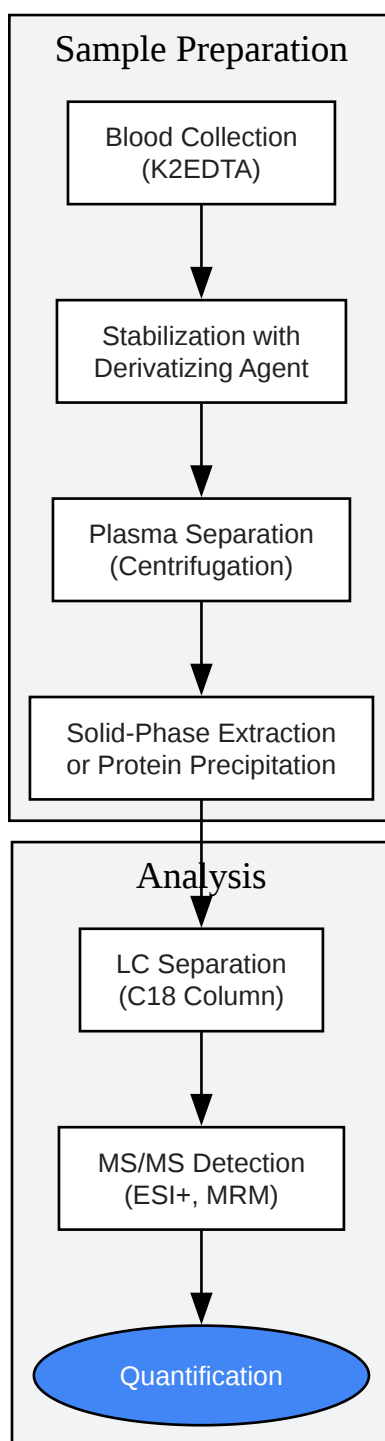 Sample Preparation
Blood Collection
(K2EDTA)
Stabilization with
Derivatizing Agent
Plasma Separation
(Centrifugation)
Solid-Phase Extraction
or Protein Precipitation
Analysis
LC Separation
(C18 Column)
MS/MS Detection
(ESI+, MRM)
Quantification